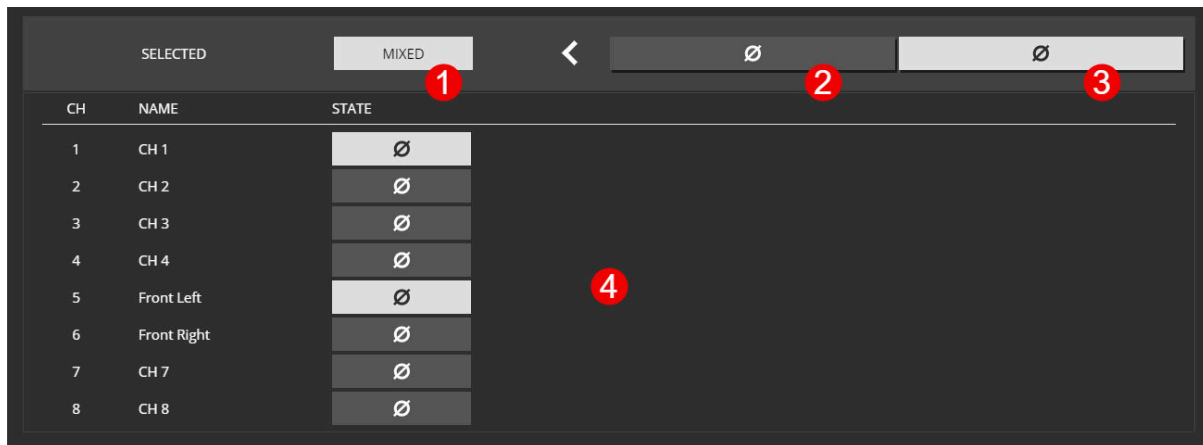 SELECTED MIXED Ø Ø
1 2 3
CH NAME STATE
1 CH 1 Ø
2 CH 2 Ø
3 CH 3 Ø
4 CH 4 Ø
4
5 Front Left Ø
6 Front Right Ø
7 CH 7 Ø
8 CH 8 Ø